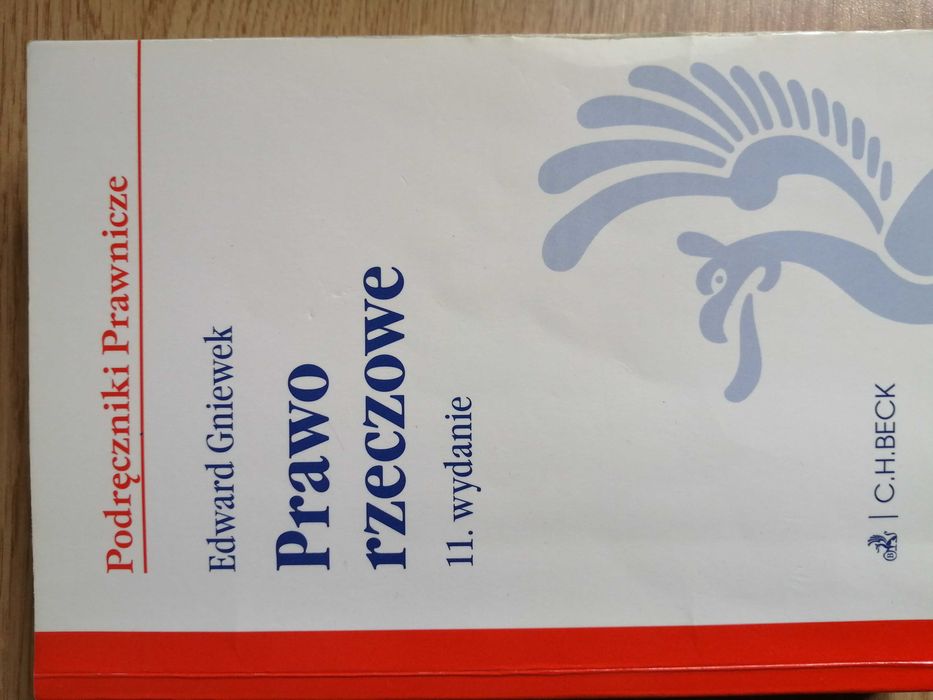 Podręczniki Prawnicze
Edward Gniewek
Prawo
rzeczowe
11. wydanie
C.H.BECK